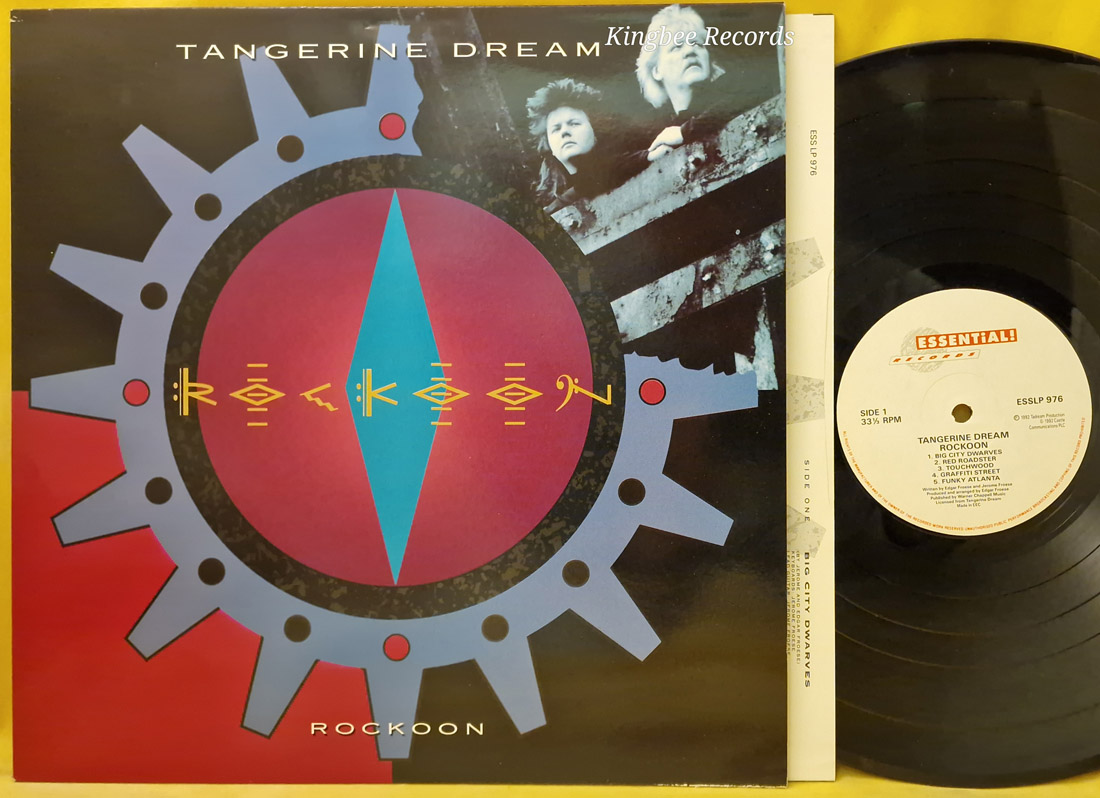 TANGERINE DREAM
Kingbee Records
ROCKOON
ROCKOON
ESS LP 976
SIDE ONE
BIG CITY DWARVES
ESSENTiAL!
RECORDS
SIDE 1
33⅓ RPM
ESSLP 976
TANGERINE DREAM
ROCKOON
1. BIG CITY DWARVES
2. RED ROADSTER
3. TOUCHWOOD
4. GRAFFITI STREET
5. FUNKY ATLANTA
Written by Edgar Froese and Jerome Froese
Produced and arranged by Edgar Froese
Published by Warner Chappell Music
Licensed from Tangerine Dream
Made in EEC